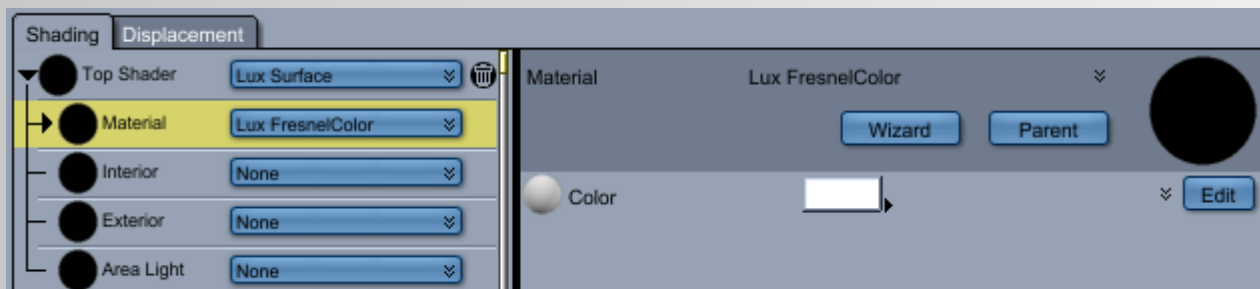 Shading Displacement
Top Shader Lux Surface
Material Lux FresnelColor
Interior None
Exterior None
Area Light None
Material Lux FresnelColor
Wizard Parent
Color Edit